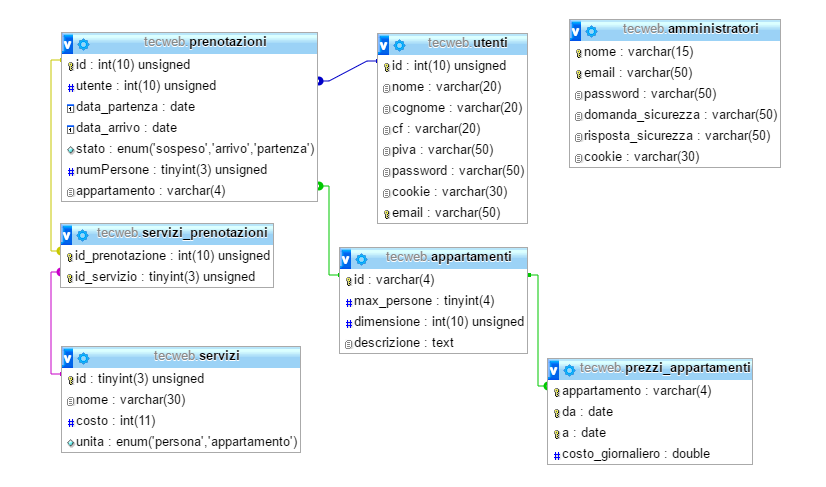 tecweb.prenotazioni
id : int(10) unsigned
utente : int(10) unsigned
data_partenza : date
data_arrivo : date
stato : enum('sospeso','arrivo','partenza')
numPersone : tinyint(3) unsigned
appartamento : varchar(4)
tecweb.utenti
id : int(10) unsigned
nome : varchar(20)
cognome : varchar(20)
cf : varchar(20)
piva : varchar(50)
password : varchar(50)
cookie : varchar(30)
email : varchar(50)
tecweb.amministratori
nome : varchar(15)
email : varchar(50)
password : varchar(50)
domanda_sicurezza : varchar(50)
risposta_sicurezza : varchar(50)
cookie : varchar(30)
tecweb.servizi_prenotazioni
id_prenotazione : int(10) unsigned
id_servizio : tinyint(3) unsigned
tecweb.appartamenti
id : varchar(4)
max_persone : tinyint(4)
dimensione : int(10) unsigned
descrizione : text
tecweb.servizi
id : tinyint(3) unsigned
nome : varchar(30)
costo : int(11)
unita : enum('persona','appartamento')
tecweb.prezzi_appartamenti
appartamento : varchar(4)
da : date
a : date
costo_giornaliero : double